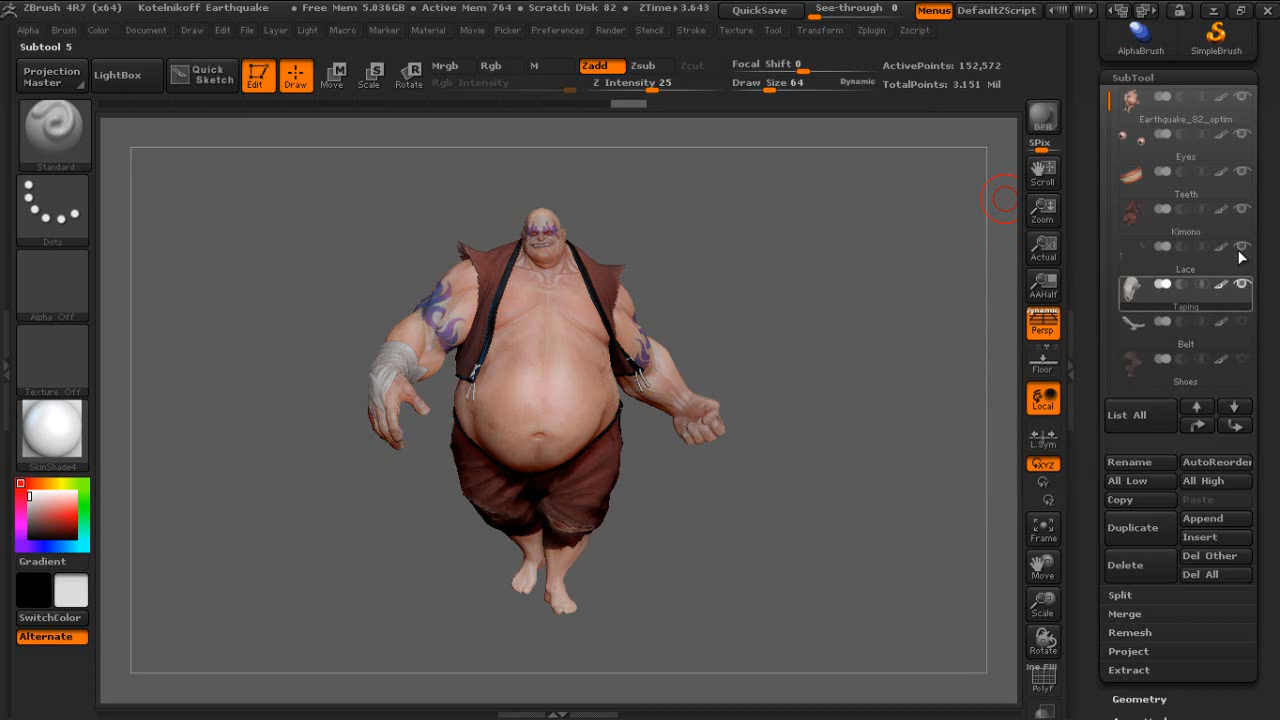 ZBrush 4R7 (x64) Kotelnikoff Earthquake • Free Mem 5.036GB • Active Mem 764 • Scratch Disk 82 • ZTime▸3.643 QuickSave See-through 0 Menus DefaultZScript
Alpha Brush Color Document Draw Edit File Layer Light Macro Marker Material Movie Picker Preferences Render Stencil Stroke Texture Tool Transform Zplugin Zscript
AlphaBrush SimpleBrush
Subtool 5
Projection Master
LightBox
Quick Sketch
Edit
Draw
Move
Scale
Rotate
Mrgb Rgb M
Rgb Intensity
Zadd Zsub Zcut
Z Intensity 25
Focal Shift 0
Draw Size 64 Dynamic
ActivePoints: 152,572
TotalPoints: 3.151 Mil
Standard
Dots
Alpha Off
Texture Off
SkinShade4
Gradient
SwitchColor
Alternate
BPR
SPix
Scroll
Zoom
Actual
AAHalf
Dynamic
Persp
Floor
Local
L.Sym
XYZ
Frame
Move
Scale
Rotate
Line Fill
PolyF
SubTool
Earthquake_82_optim
Eyes
Teeth
Kimono
Lace
Taping
Belt
Shoes
List All
Rename AutoReorder
All Low All High
Copy Paste
Duplicate Append
Insert
Delete Del Other
Del All
Split
Merge
Remesh
Project
Extract
Geometry